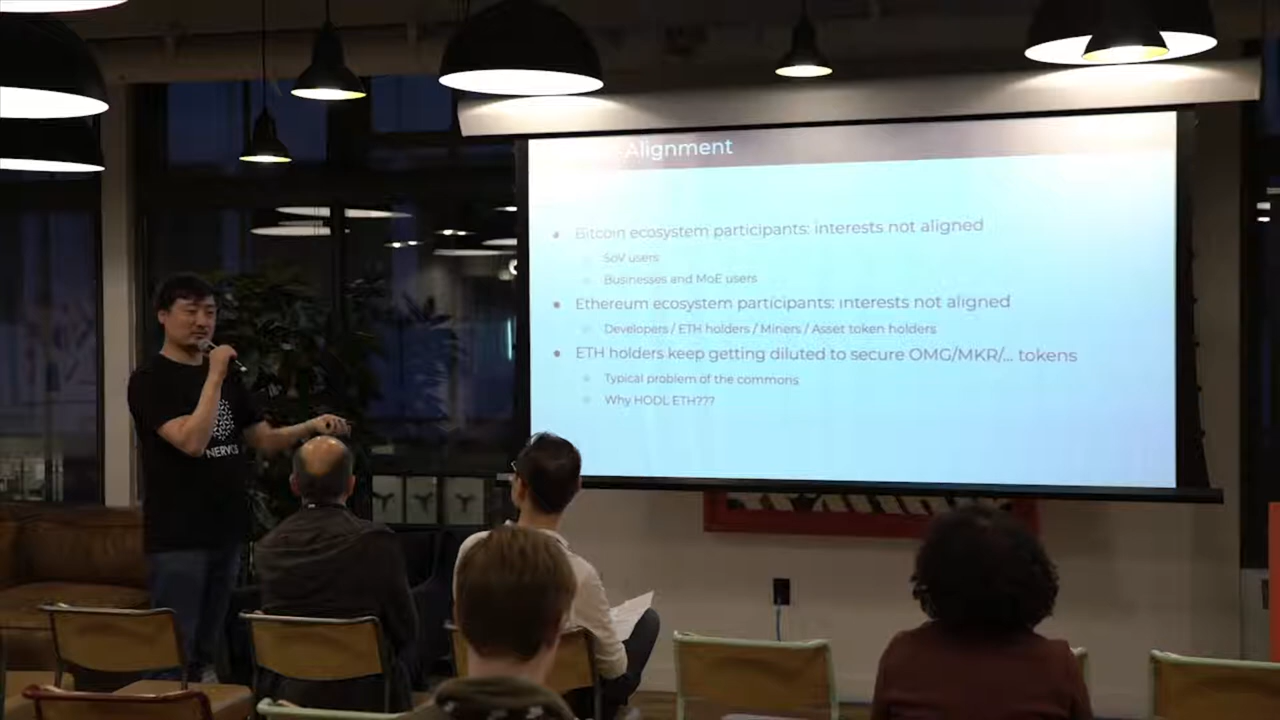 Alignment
Bitcoin ecosystem participants: interests not aligned
SoV users
Businesses and MoE users
Ethereum ecosystem participants: interests not aligned
Developers / ETH holders / Miners / Asset token holders
ETH holders keep getting diluted to secure OMG/MKR/... tokens
Typical problem of the commons
Why HODL ETH???
NERVOS